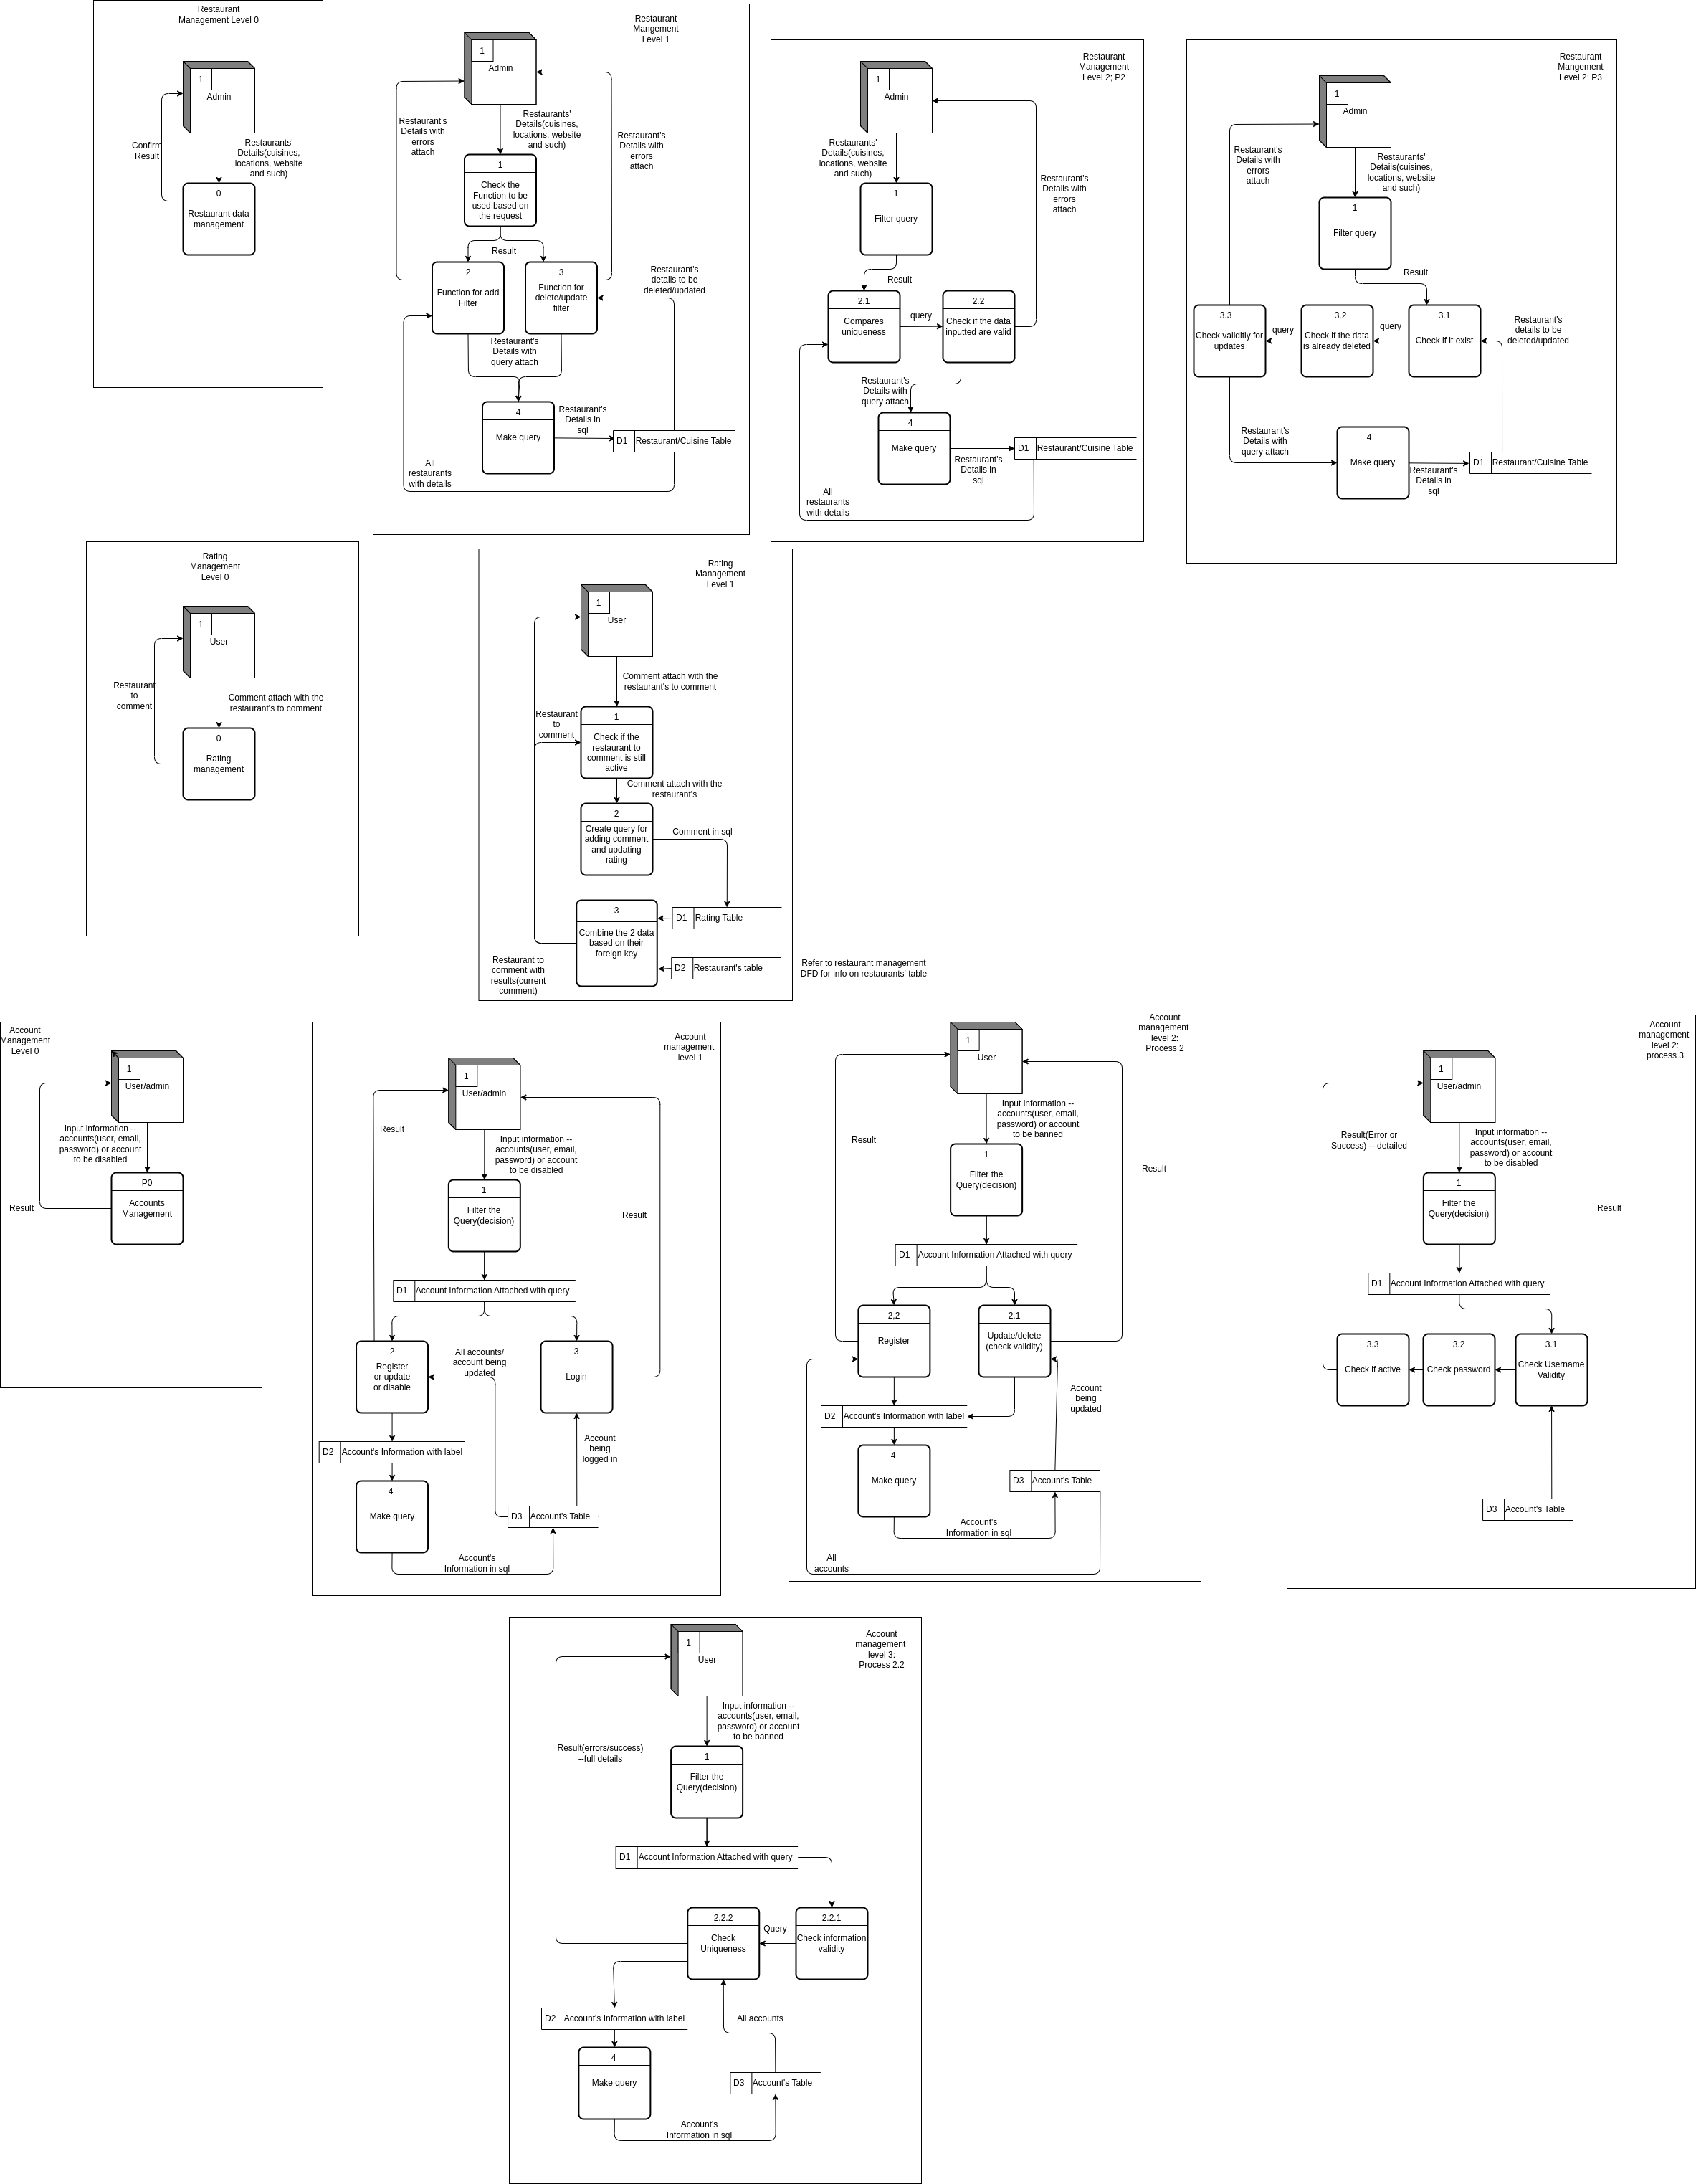 Restaurant
Management Level 0
1
Admin
Confirm
Result
Restaurants'
Details(cuisines,
locations, website
and such)
0
Restaurant data
management
Restaurant
Mangement
Level 1
1
Admin
Restaurant's
Details with
errors
attach
Restaurants'
Details(cuisines,
locations, website
and such)
Restaurant's
Details with
errors
attach
1
Check the
Function to be
used based on
the request
Result
2
Function for add
Filter
3
Function for
delete/update
filter
Restaurant's
details to be
deleted/updated
Restaurant's
Details with
query attach
4
Make query
Restaurant's
Details in
sql
D1
Restaurant/Cuisine Table
All
restaurants
with details
Restaurant
Management
Level 2; P2
1
Admin
Restaurants'
Details(cuisines,
locations, website
and such)
Restaurant's
Details with
errors
attach
1
Filter query
Result
2.1
Compares
uniqueness
query
2.2
Check if the data
inputted are valid
Restaurant's
Details with
query attach
4
Make query
Restaurant's
Details in
sql
D1
Restaurant/Cuisine Table
All
restaurants
with details
Restaurant
Mangement
Level 2; P3
1
Admin
Restaurant's
Details with
errors
attach
Restaurants'
Details(cuisines,
locations, website
and such)
1
Filter query
Result
3.3
Check validitiy for
updates
query
3.2
Check if the data
is already deleted
query
3.1
Check if it exist
Restaurant's
details to be
deleted/updated
Restaurant's
Details with
query attach
4
Make query
Restaurant's
Details in
sql
D1
Restaurant/Cuisine Table
Rating
Management
Level 0
1
User
Restaurant
to
comment
Comment attach with the
restaurant's to comment
0
Rating
management
Rating
Management
Level 1
1
User
Comment attach with the
restaurant's to comment
Restaurant
to
comment
1
Check if the
restaurant to
comment is still
active
Comment attach with the
restaurant's
2
Create query for
adding comment
and updating
rating
Comment in sql
3
Combine the 2 data
based on their
foreign key
D1
Rating Table
D2
Restaurant's table
Restaurant to
comment with
results(current
comment)
Refer to restaurant management
DFD for info on restaurants' table
Account
Management
Level 0
1
User/admin
Input information --
accounts(user, email,
password) or account
to be disabled
Result
P0
Accounts
Management
Account
management
level 1
1
User/admin
Result
Input information --
accounts(user, email,
password) or account
to be disabled
1
Filter the
Query(decision)
Result
D1
Account Information Attached with query
2
Register
or update
or disable
All accounts/
account being
updated
3
Login
D2
Account's Information with label
Account
being
logged in
4
Make query
D3
Account's Table
Account's
Information in sql
Account
management
level 2:
Process 2
1
User
Result
Input information --
accounts(user, email,
password) or account
to be banned
Result
1
Filter the
Query(decision)
D1
Account Information Attached with query
2,2
Register
2.1
Update/delete
(check validity)
Account
being
updated
D2
Account's Information with label
4
Make query
D3
Account's Table
Account's
Information in sql
All
accounts
Account
management
level 2:
process 3
1
User/admin
Result(Error or
Success) -- detailed
Input information --
accounts(user, email,
password) or account
to be disabled
1
Filter the
Query(decision)
Result
D1
Account Information Attached with query
3.3
Check if active
3.2
Check password
3.1
Check Username
Validity
D3
Account's Table
Account
management
level 3:
Process 2.2
1
User
Input information --
accounts(user, email,
password) or account
to be banned
Result(errors/success)
--full details
1
Filter the
Query(decision)
D1
Account Information Attached with query
2.2.2
Check
Uniqueness
Query
2.2.1
Check information
validity
D2
Account's Information with label
All accounts
4
Make query
D3
Account's Table
Account's
Information in sql